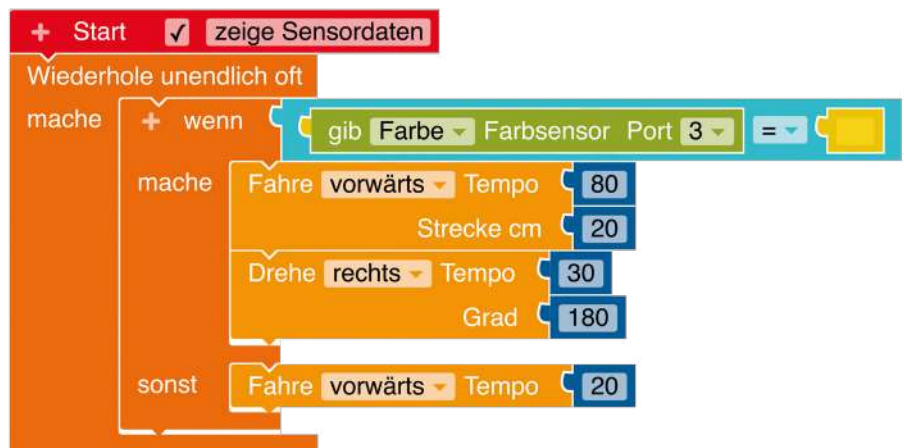 + Start ✓ zeige Sensordaten
Wiederhole unendlich oft
mache + wenn gib Farbe Farbsensor Port 3 =
mache Fahre vorwärts Tempo 80
Strecke cm 20
Drehe rechts Tempo 30
Grad 180
sonst Fahre vorwärts Tempo 20